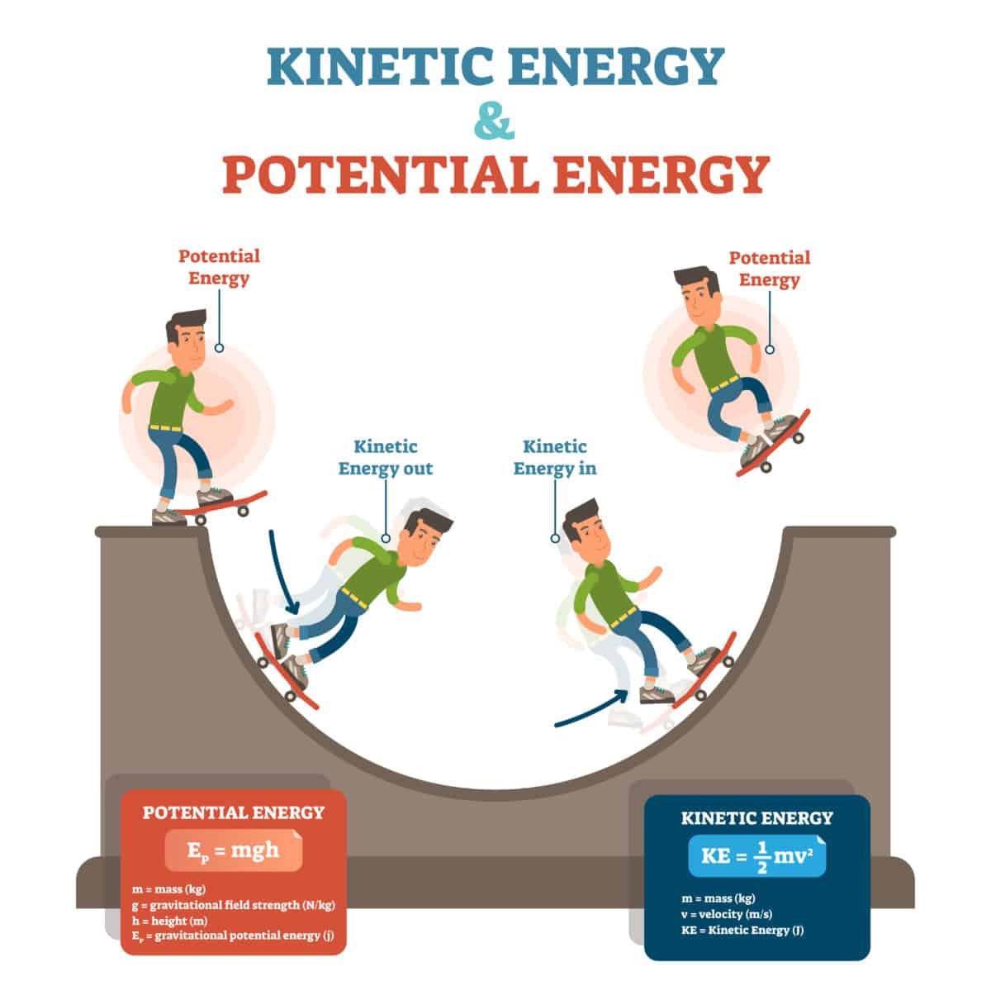 KINETIC ENERGY
&
POTENTIAL ENERGY
Potential
Energy
Potential
Energy
Kinetic
Energy out
Kinetic
Energy in
POTENTIAL ENERGY
Eₚ = mgh
m = mass (kg)
g = gravitational field strength (N/kg)
h = height (m)
Eₚ = gravitational potential energy (j)
KINETIC ENERGY
KE = ½mv²
m = mass (kg)
v = velocity (m/s)
KE = Kinetic Energy (J)